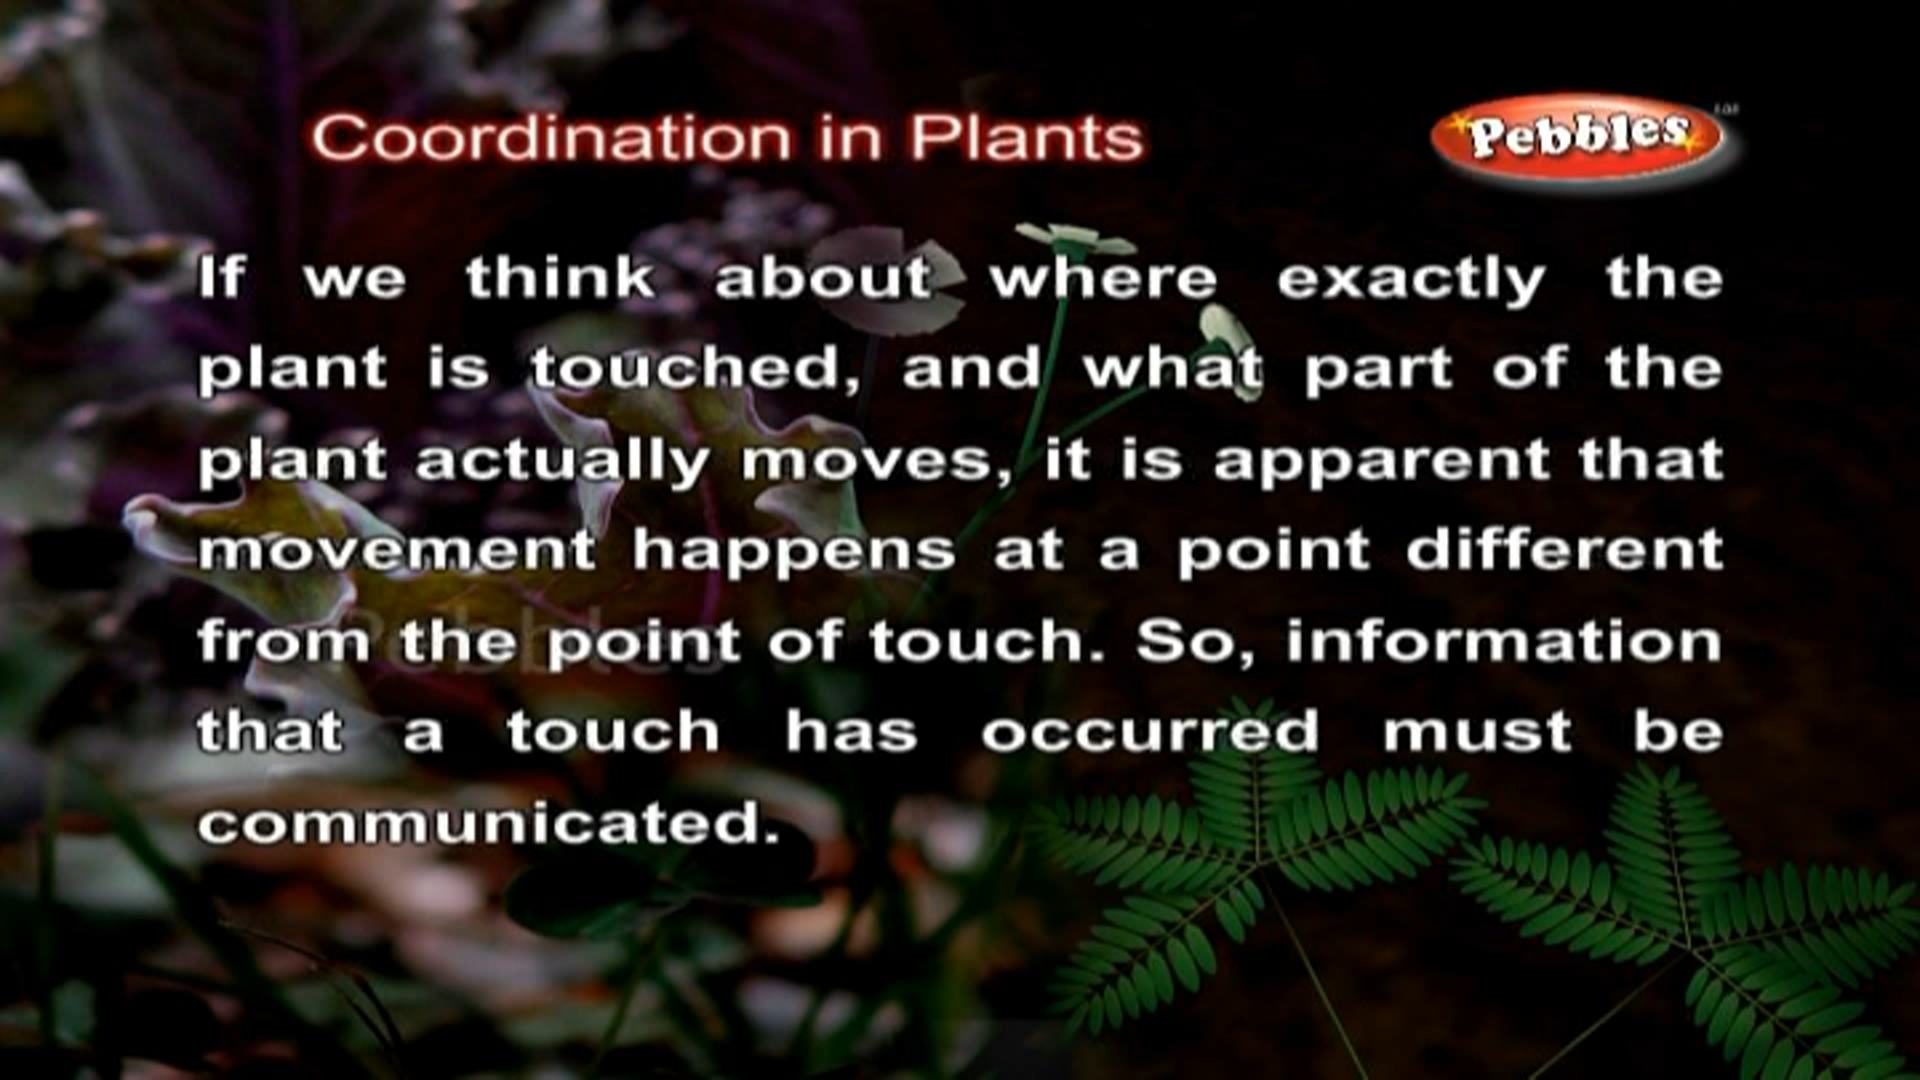 Coordination in Plants
Pebbles
If we think about where exactly the
plant is touched, and what part of the
plant actually moves, it is apparent that
movement happens at a point different
from the point of touch. So, information
that a touch has occurred must be
communicated.
Pebbles